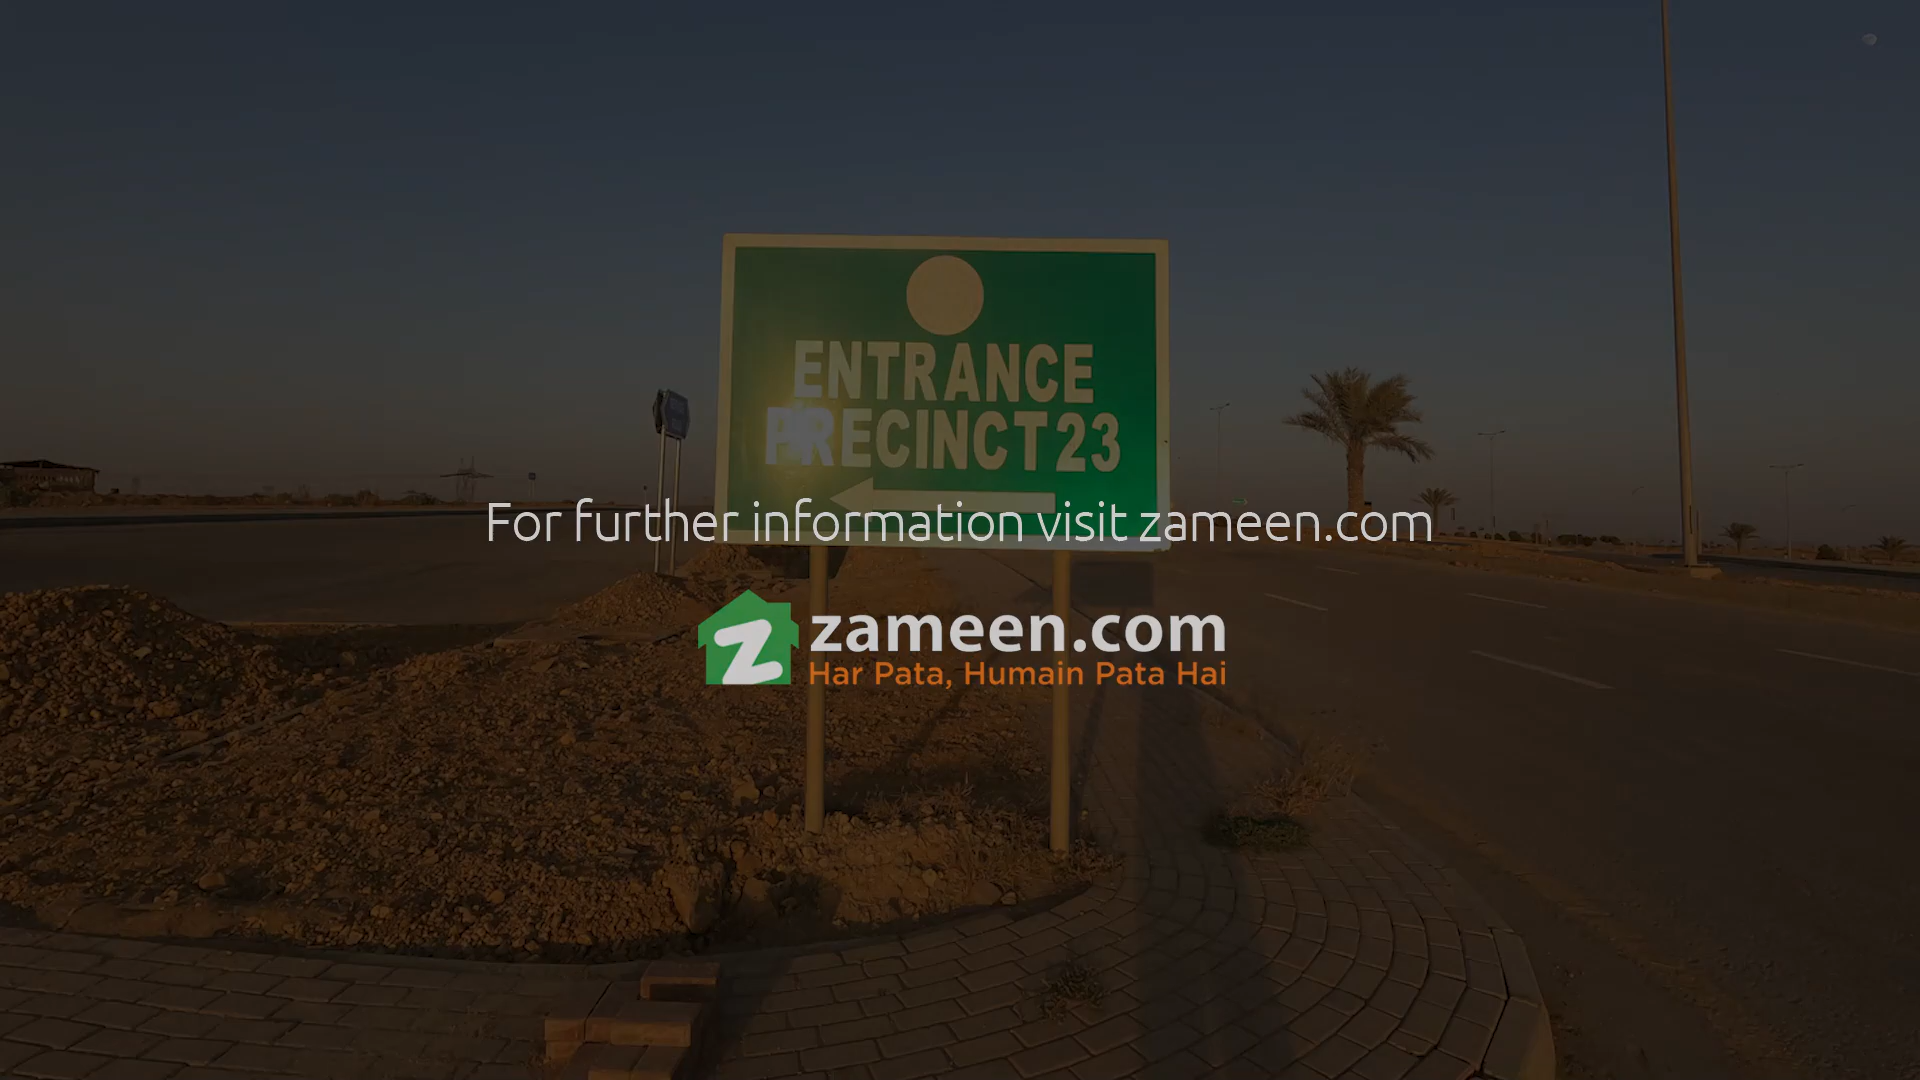 ENTRANCE
PRECINCT 23
For further information visit zameen.com
zameen.com
Har Pata, Humain Pata Hai